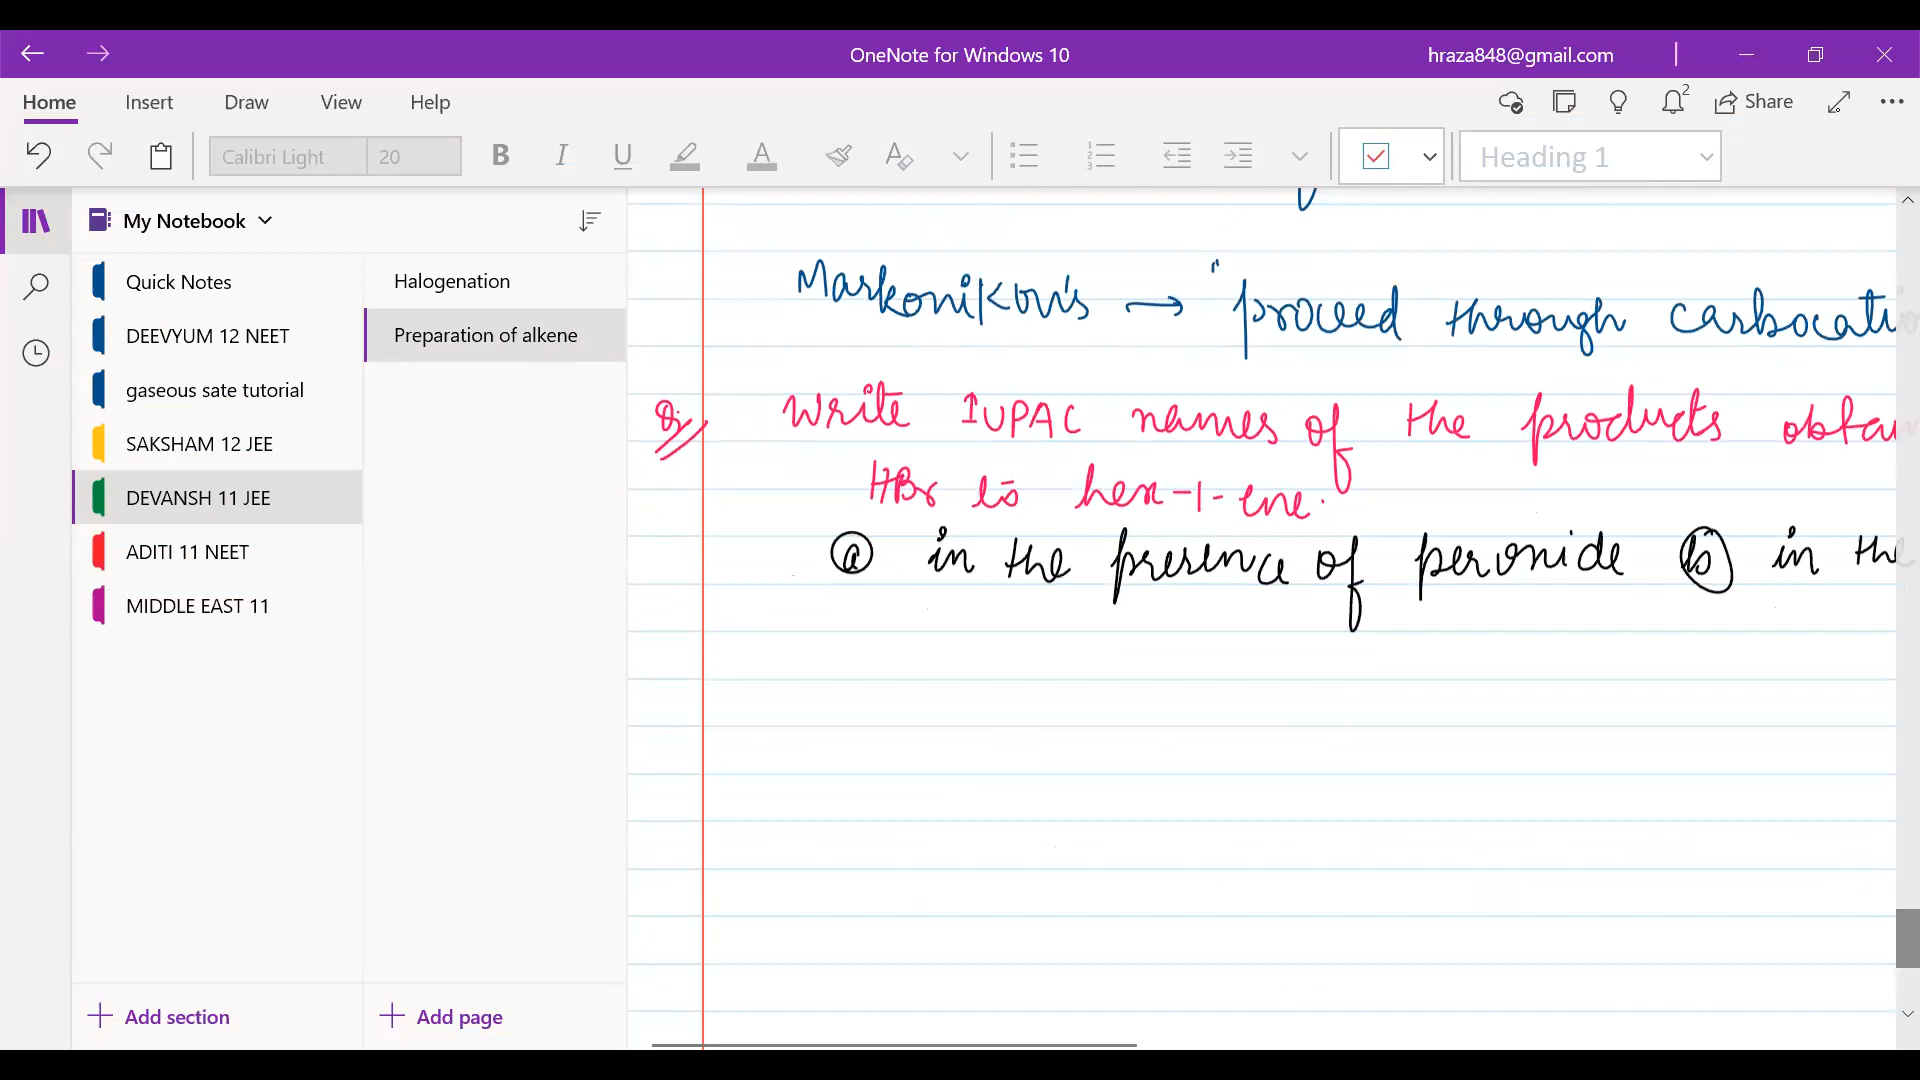 OneNote for Windows 10
hraza848@gmail.com
Home Insert Draw View Help
2
Share
Calibri Light 20
B I U A A
Heading 1
My Notebook
Quick Notes
DEEVYUM 12 NEET
gaseous sate tutorial
SAKSHAM 12 JEE
DEVANSH 11 JEE
ADITI 11 NEET
MIDDLE EAST 11
Add section
Halogenation
Preparation of alkene
Add page
Markonikov's → "proceed through carbocati
Q; Write IUPAC names of the products obtai
HBr to hex-1-ene.
(a) in the presence of peroxide (b) in the